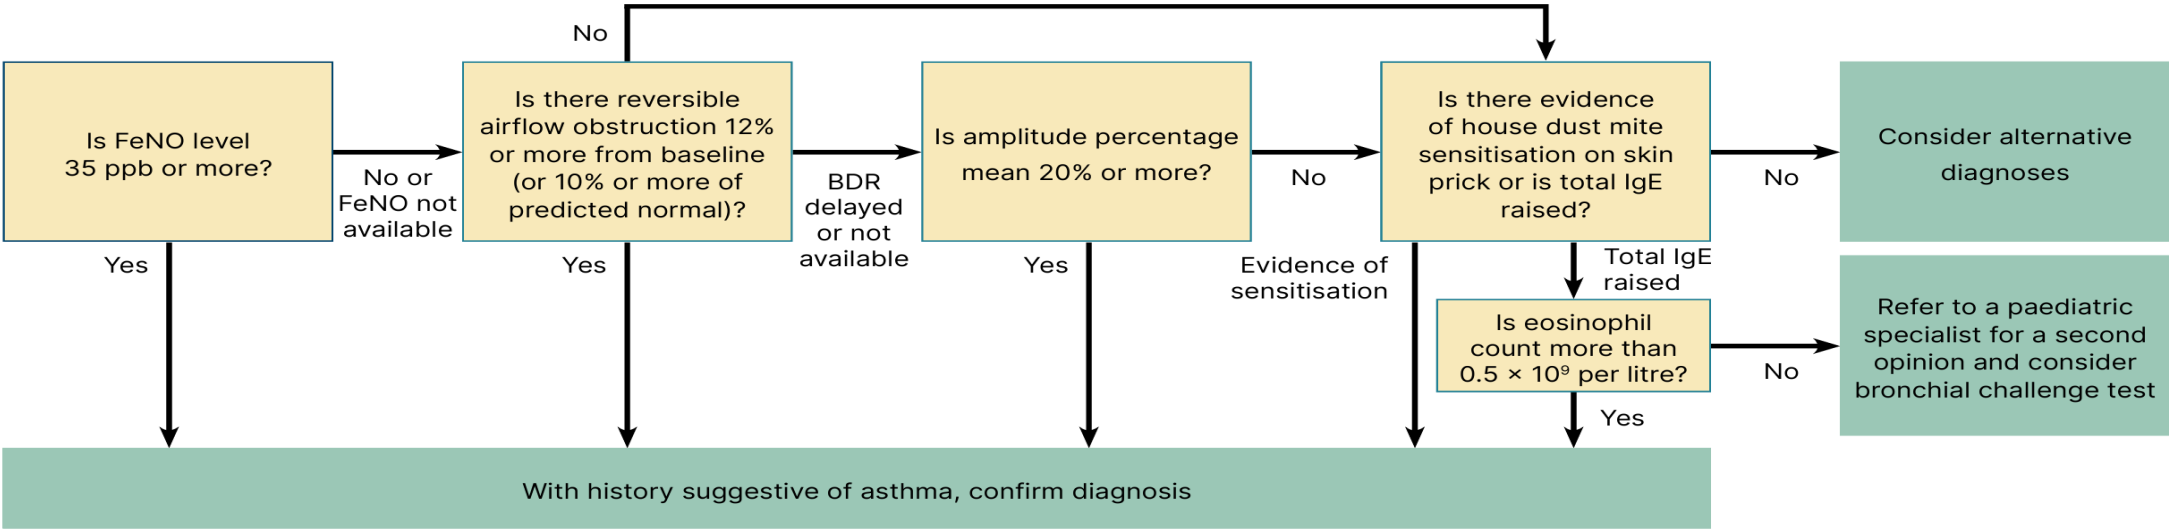 No
Is FeNO level
35 ppb or more?
No or
FeNO not
available
Yes
Is there reversible
airflow obstruction 12%
or more from baseline
(or 10% or more of
predicted normal)?
BDR
delayed
or not
available
Yes
Is amplitude percentage
mean 20% or more?
No
Yes
Is there evidence
of house dust mite
sensitisation on skin
prick or is total IgE
raised?
No
Consider alternative
diagnoses
Evidence of
sensitisation
Total IgE
raised
Is eosinophil
count more than
0.5 × 10⁹ per litre?
No
Yes
Refer to a paediatric
specialist for a second
opinion and consider
bronchial challenge test
With history suggestive of asthma, confirm diagnosis